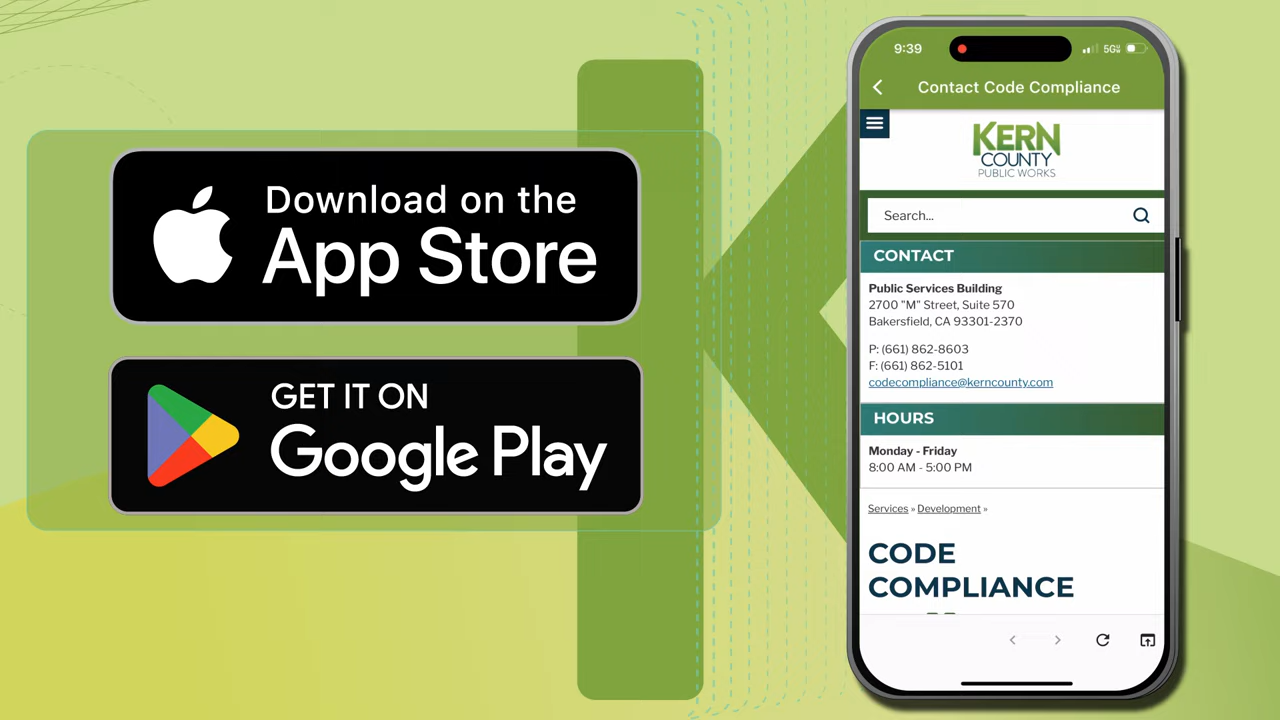 Download on the
App Store
GET IT ON
Google Play
9:39
5G
Contact Code Compliance
KERN
COUNTY
PUBLIC WORKS
Search...
CONTACT
Public Services Building
2700 "M" Street, Suite 570
Bakersfield, CA 93301-2370
P: (661) 862-8603
F: (661) 862-5101
codecompliance@kerncounty.com
HOURS
Monday - Friday
8:00 AM - 5:00 PM
Services » Development »
CODE
COMPLIANCE